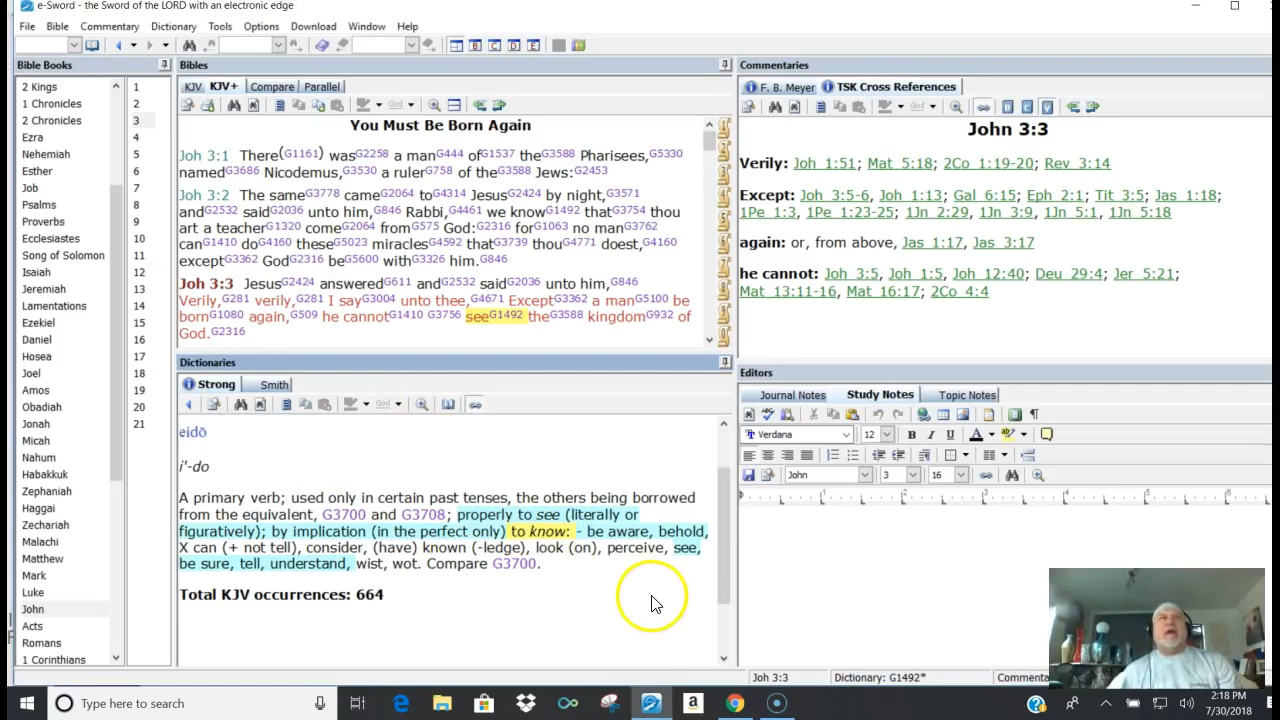 e-Sword - the Sword of the LORD with an electronic edge
File Bible Commentary Dictionary Tools Options Download Window Help
Bible Books
2 Kings
1 Chronicles
2 Chronicles
Ezra
Nehemiah
Esther
Job
Psalms
Proverbs
Ecclesiastes
Song of Solomon
Isaiah
Jeremiah
Lamentations
Ezekiel
Daniel
Hosea
Joel
Amos
Obadiah
Jonah
Micah
Nahum
Habakkuk
Zephaniah
Haggai
Zechariah
Malachi
Matthew
Mark
Luke
John
Acts
Romans
1 Corinthians
1
2
3
4
5
6
7
8
9
10
11
12
13
14
15
16
17
18
19
20
21
Bibles
KJV KJV+ Compare Parallel
You Must Be Born Again
Joh 3:1 There(G1161) wasG2258 a manG444 ofG1537 theG3588 Pharisees,G5330
namedG3686 Nicodemus,G3530 a rulerG758 of theG3588 Jews:G2453
Joh 3:2 The sameG3778 cameG2064 toG4314 JesusG2424 by night,G3571
andG2532 saidG2036 unto him,G846 Rabbi,G4461 we knowG1492 thatG3754 thou
art a teacherG1320 comeG2064 fromG575 God:G2316 forG1063 no manG3762
canG1410 doG4160 theseG5023 miraclesG4592 thatG3739 thouG4771 doest,G4160
exceptG3362 GodG2316 beG5600 withG3326 him.G846
Joh 3:3 JesusG2424 answeredG611 andG2532 saidG2036 unto him,G846
Verily,G281 verily,G281 I sayG3004 unto thee,G4671 ExceptG3362 a manG5100 be
bornG1080 again,G509 he cannotG1410 G3756 seeG1492 theG3588 kingdomG932 of
God.G2316
Dictionaries
Strong Smith
eidō
i'-do
A primary verb; used only in certain past tenses, the others being borrowed
from the equivalent, G3700 and G3708; properly to see (literally or
figuratively); by implication (in the perfect only) to know: - be aware, behold,
X can (+ not tell), consider, (have) known (-ledge), look (on), perceive, see,
be sure, tell, understand, wist, wot. Compare G3700.
Total KJV occurrences: 664
Commentaries
F. B. Meyer TSK Cross References
John 3:3
Verily: Joh 1:51; Mat 5:18; 2Co 1:19-20; Rev 3:14
Except: Joh 3:5-6, Joh 1:13; Gal 6:15; Eph 2:1; Tit 3:5; Jas 1:18;
1Pe 1:3, 1Pe 1:23-25; 1Jn 2:29, 1Jn 3:9, 1Jn 5:1, 1Jn 5:18
again: or, from above, Jas 1:17, Jas 3:17
he cannot: Joh 3:5, Joh 1:5, Joh 12:40; Deu 29:4; Jer 5:21;
Mat 13:11-16, Mat 16:17; 2Co 4:4
Editors
Journal Notes Study Notes Topic Notes
Verdana 12 B I U A
John 3 16
1 2 3 4 5 6
Joh 3:3 Dictionary: G1492* Commenta
Type here to search
2:18 PM
7/30/2018